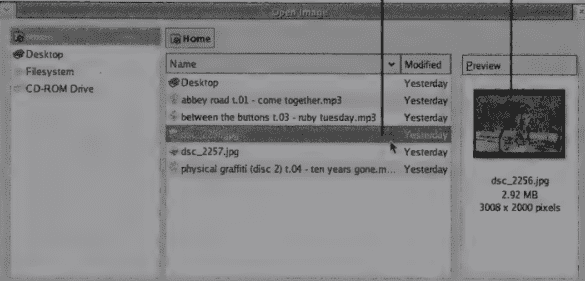 Open Image
Home
Desktop
Filesystem
CD-ROM Drive
Name Modified
Desktop Yesterday
abbey road t.01 - come together.mp3 Yesterday
between the buttons t.03 - ruby tuesday.mp3 Yesterday
Yesterday
dsc_2257.jpg Yesterday
physical graffiti (disc 2) t.04 - ten years gone.m... Yesterday
Preview
dsc_2256.jpg
2.92 MB
3008 x 2000 pixels